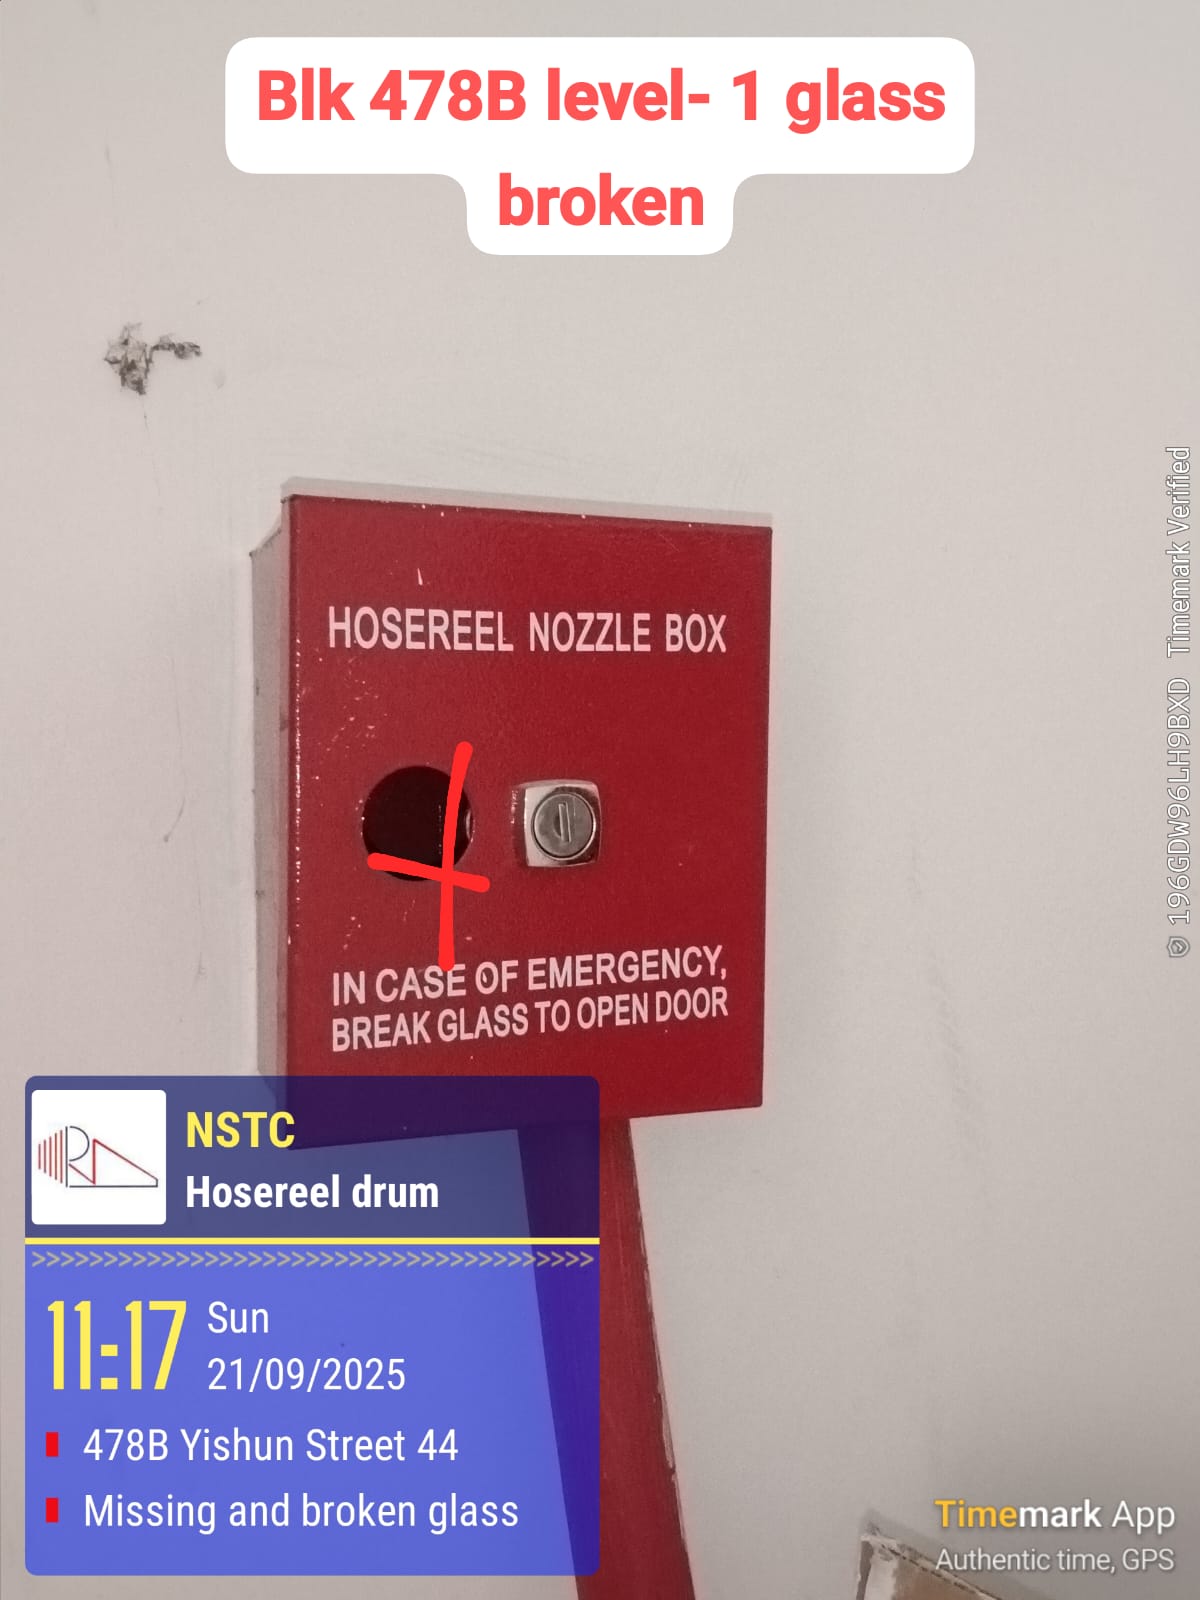 Blk 478B level- 1 glass
broken
HOSEREEL NOZZLE BOX
IN CASE OF EMERGENCY,
BREAK GLASS TO OPEN DOOR
NSTC
Hosereel drum
>>>>>>>>>>>>>>>>>>>>>>>>>>>>>>>>>>>>>>>
11:17
Sun
21/09/2025
478B Yishun Street 44
Missing and broken glass
Timemark App
Authentic time, GPS
196GDW96LH9BXD Timemark Verified